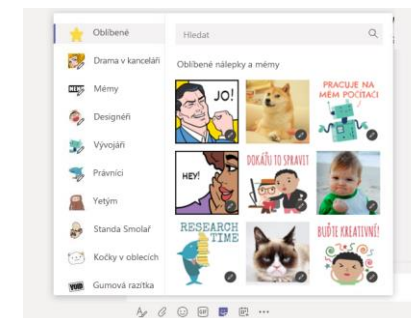 Oblíbené
Drama v kanceláři
Mémy
Designéři
Vývojáři
Právníci
Yetým
Standa Smolař
Kočky v oblecích
Gumová razítka
Hledat
Oblíbené nálepky a mémy
JO!
PRACUJE NA
MÉM POČÍTAČI
HEY!
DOKÁŽU TO SPRAVIT
RESEARCH
TIME
BUĎTE KREATIVNÍ!
GIF